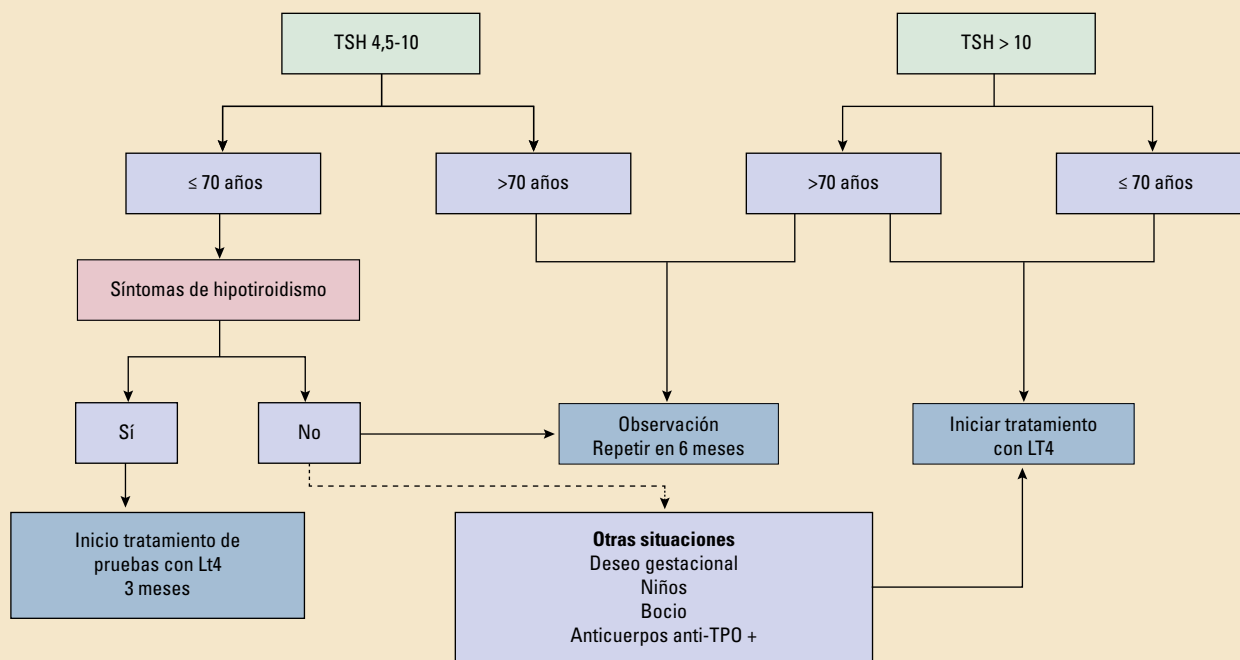 TSH 4,5-10
TSH > 10
≤ 70 años
>70 años
>70 años
≤ 70 años
Síntomas de hipotiroidismo
Sí
No
Observación
Repetir en 6 meses
Iniciar tratamiento
con LT4
Inicio tratamiento de
pruebas con Lt4
3 meses
Otras situaciones
Deseo gestacional
Niños
Bocio
Anticuerpos anti-TPO +